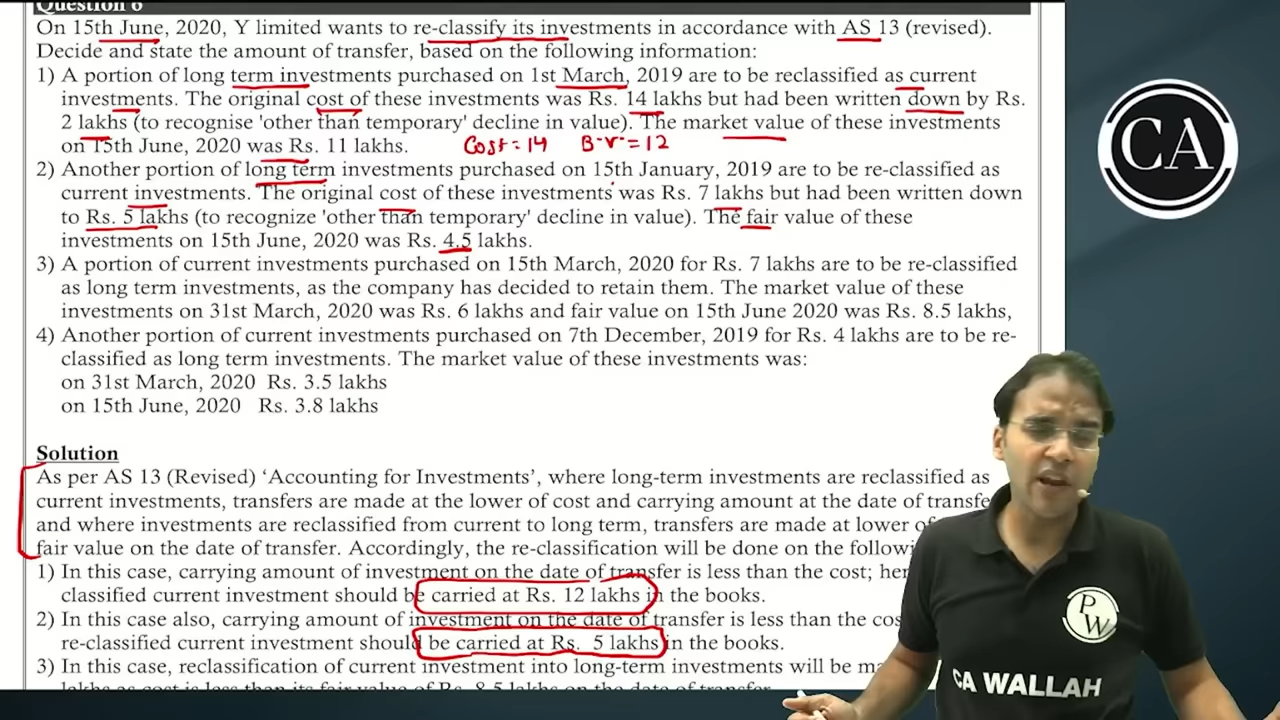 Question 6
On 15th June, 2020, Y limited wants to re-classify its investments in accordance with AS 13 (revised).
Decide and state the amount of transfer, based on the following information:
1) A portion of long term investments purchased on 1st March, 2019 are to be reclassified as current
investments. The original cost of these investments was Rs. 14 lakhs but had been written down by Rs.
2 lakhs (to recognise 'other than temporary' decline in value). The market value of these investments
on 15th June, 2020 was Rs. 11 lakhs. Cost = 14 B.v. = 12
2) Another portion of long term investments purchased on 15th January, 2019 are to be re-classified as
current investments. The original cost of these investments was Rs. 7 lakhs but had been written down
to Rs. 5 lakhs (to recognize 'other than temporary' decline in value). The fair value of these
investments on 15th June, 2020 was Rs. 4.5 lakhs.
3) A portion of current investments purchased on 15th March, 2020 for Rs. 7 lakhs are to be re-classified
as long term investments, as the company has decided to retain them. The market value of these
investments on 31st March, 2020 was Rs. 6 lakhs and fair value on 15th June 2020 was Rs. 8.5 lakhs,
4) Another portion of current investments purchased on 7th December, 2019 for Rs. 4 lakhs are to be re-
classified as long term investments. The market value of these investments was:
on 31st March, 2020 Rs. 3.5 lakhs
on 15th June, 2020 Rs. 3.8 lakhs
Solution
As per AS 13 (Revised) ‘Accounting for Investments’, where long-term investments are reclassified as
current investments, transfers are made at the lower of cost and carrying amount at the date of transfe
and where investments are reclassified from current to long term, transfers are made at lower of
fair value on the date of transfer. Accordingly, the re-classification will be done on the followi
1) In this case, carrying amount of investment on the date of transfer is less than the cost; her
classified current investment should be carried at Rs. 12 lakhs in the books.
2) In this case also, carrying amount of investment on the date of transfer is less than the cos
re-classified current investment should be carried at Rs. 5 lakhs in the books.
3) In this case, reclassification of current investment into long-term investments will be ma
lakhs as cost is less than its fair value of Rs. 8.5 lakhs on the date of transfer.
CA
PW
CA WALLAH